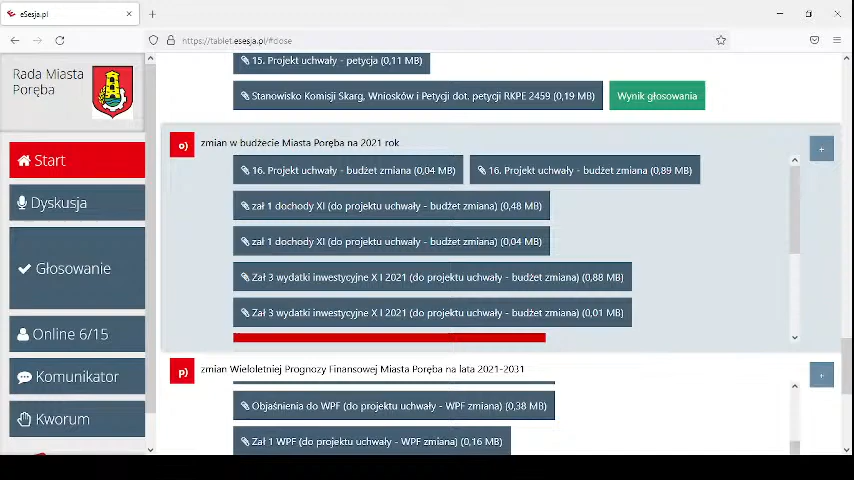 eSesja.pl
https://tablet.esesja.pl/#close
Rada Miasta
Poręba
Start
Dyskusja
Głosowanie
Online 6/15
Komunikator
Kworum
15. Projekt uchwały - petycja (0,11 MB)
Stanowisko Komisji Skarg, Wniosków i Petycji dot. petycji RKPE 2459 (0,19 MB)
Wynik głosowania
o)
zmian w budżecie Miasta Poręba na 2021 rok
+
16. Projekt uchwały - budżet zmiana (0,04 MB)
16. Projekt uchwały - budżet zmiana (0,89 MB)
zał 1 dochody XI (do projektu uchwały - budżet zmiana) (0,48 MB)
zał 1 dochody XI (do projektu uchwały - budżet zmiana) (0,04 MB)
Zał 3 wydatki inwestycyjne X I 2021 (do projektu uchwały - budżet zmiana) (0,88 MB)
Zał 3 wydatki inwestycyjne X I 2021 (do projektu uchwały - budżet zmiana) (0,01 MB)
p)
zmian Wieloletniej Prognozy Finansowej Miasta Poręba na lata 2021-2031
+
Objaśnienia do WPF (do projektu uchwały - WPF zmiana) (0,38 MB)
Zał 1 WPF (do projektu uchwały - WPF zmiana) (0,16 MB)